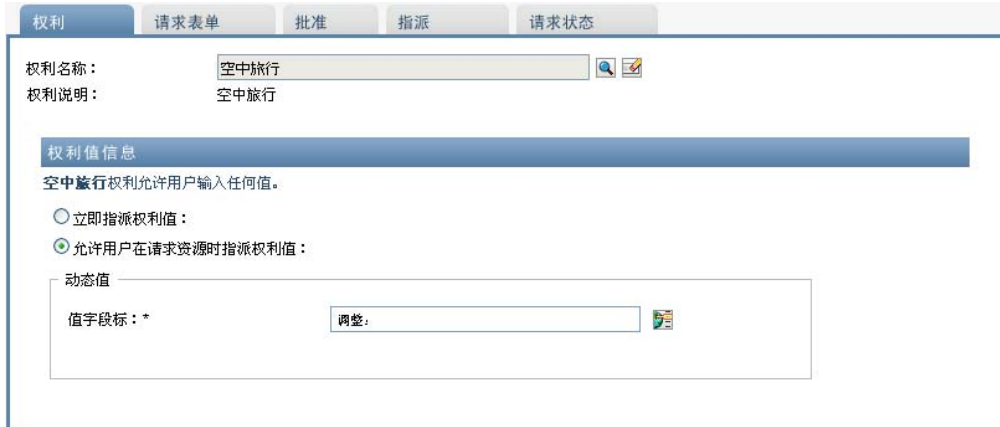 权利 请求表单 批准 指派 请求状态
权利名称： 空中旅行
权利说明： 空中旅行
权利值信息
空中旅行权利允许用户输入任何值。
立即指派权利值：
允许用户在请求资源时指派权利值：
动态值
值字段标：* 调整：